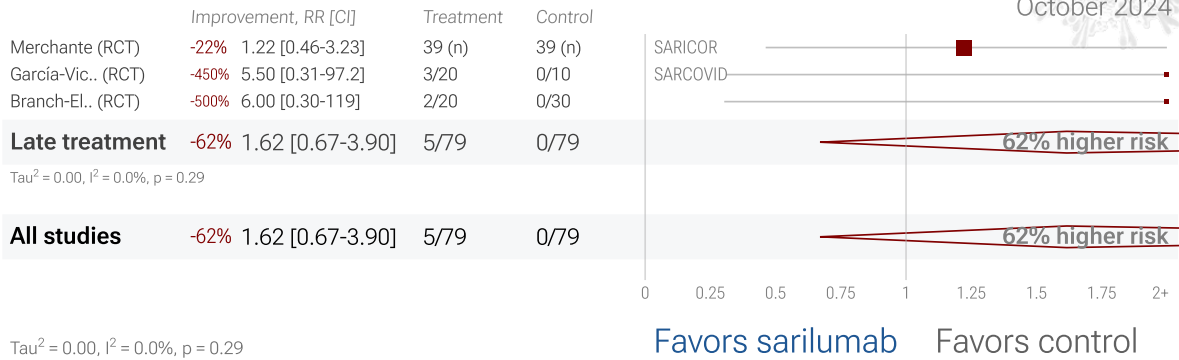 October 2024
Improvement, RR [CI] Treatment Control
Merchante (RCT) -22% 1.22 [0.46-3.23] 39 (n) 39 (n) SARICOR
García-Vic.. (RCT) -450% 5.50 [0.31-97.2] 3/20 0/10 SARCOVID
Branch-El.. (RCT) -500% 6.00 [0.30-119] 2/20 0/30
Late treatment -62% 1.62 [0.67-3.90] 5/79 0/79 62% higher risk
Tau² = 0.00, I² = 0.0%, p = 0.29
All studies -62% 1.62 [0.67-3.90] 5/79 0/79 62% higher risk
0 0.25 0.5 0.75 1 1.25 1.5 1.75 2+
Tau² = 0.00, I² = 0.0%, p = 0.29 Favors sarilumab Favors control